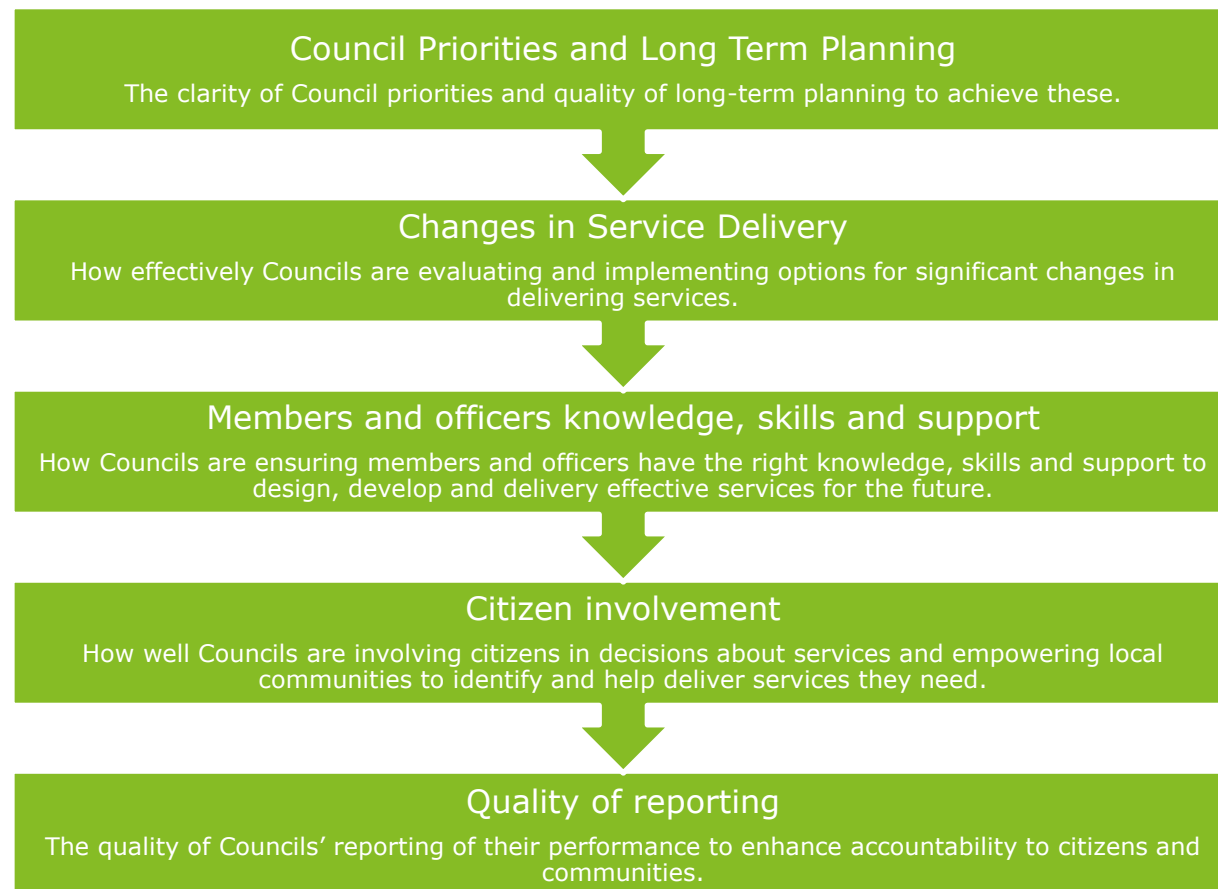 Council Priorities and Long Term Planning
The clarity of Council priorities and quality of long-term planning to achieve these.
Changes in Service Delivery
How effectively Councils are evaluating and implementing options for significant changes in
delivering services.
Members and officers knowledge, skills and support
How Councils are ensuring members and officers have the right knowledge, skills and support to
design, develop and delivery effective services for the future.
Citizen involvement
How well Councils are involving citizens in decisions about services and empowering local
communities to identify and help deliver services they need.
Quality of reporting
The quality of Councils’ reporting of their performance to enhance accountability to citizens and
communities.